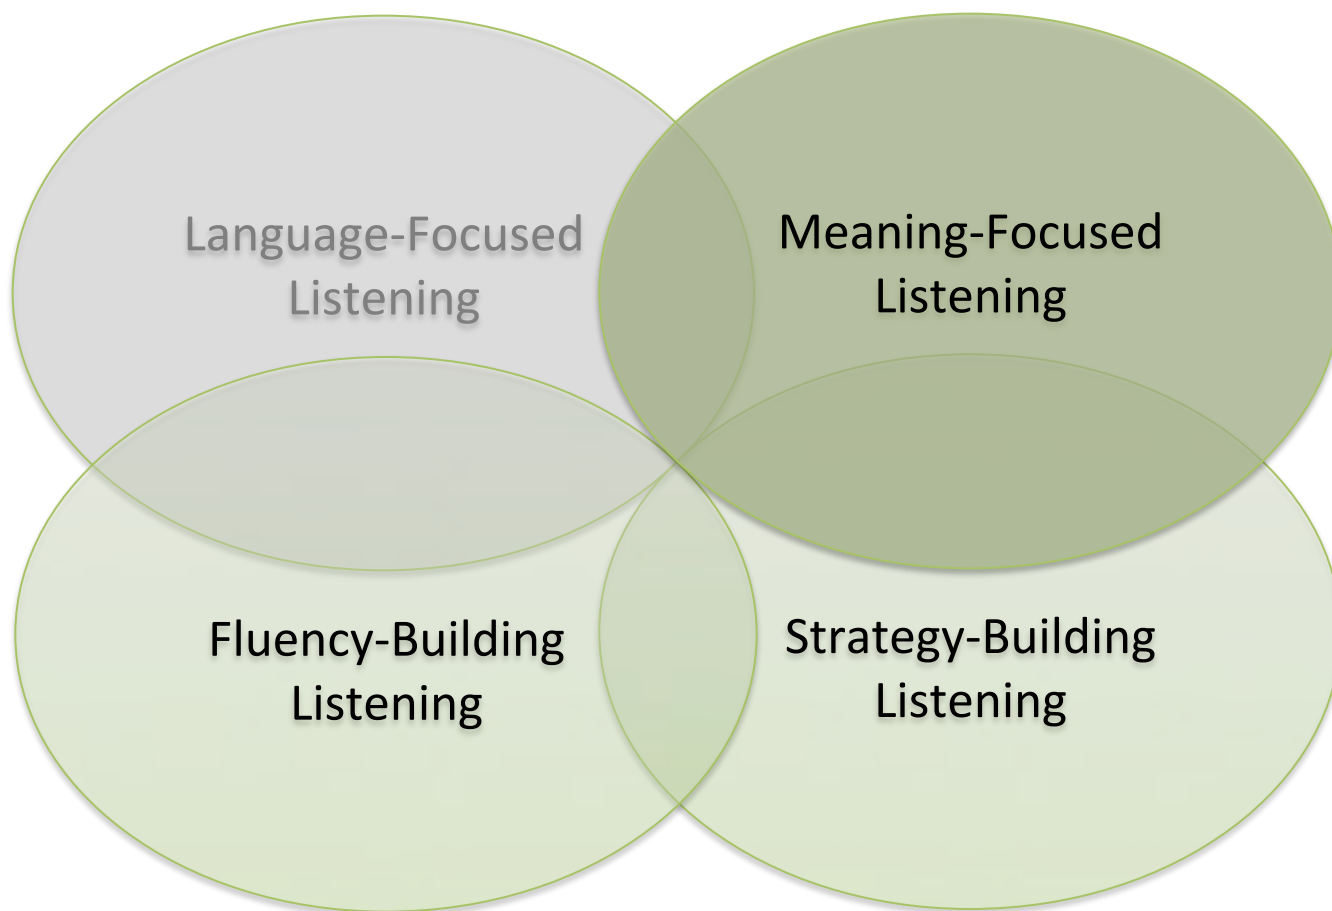 Language-Focused
Listening
Meaning-Focused
Listening
Fluency-Building
Listening
Strategy-Building
Listening